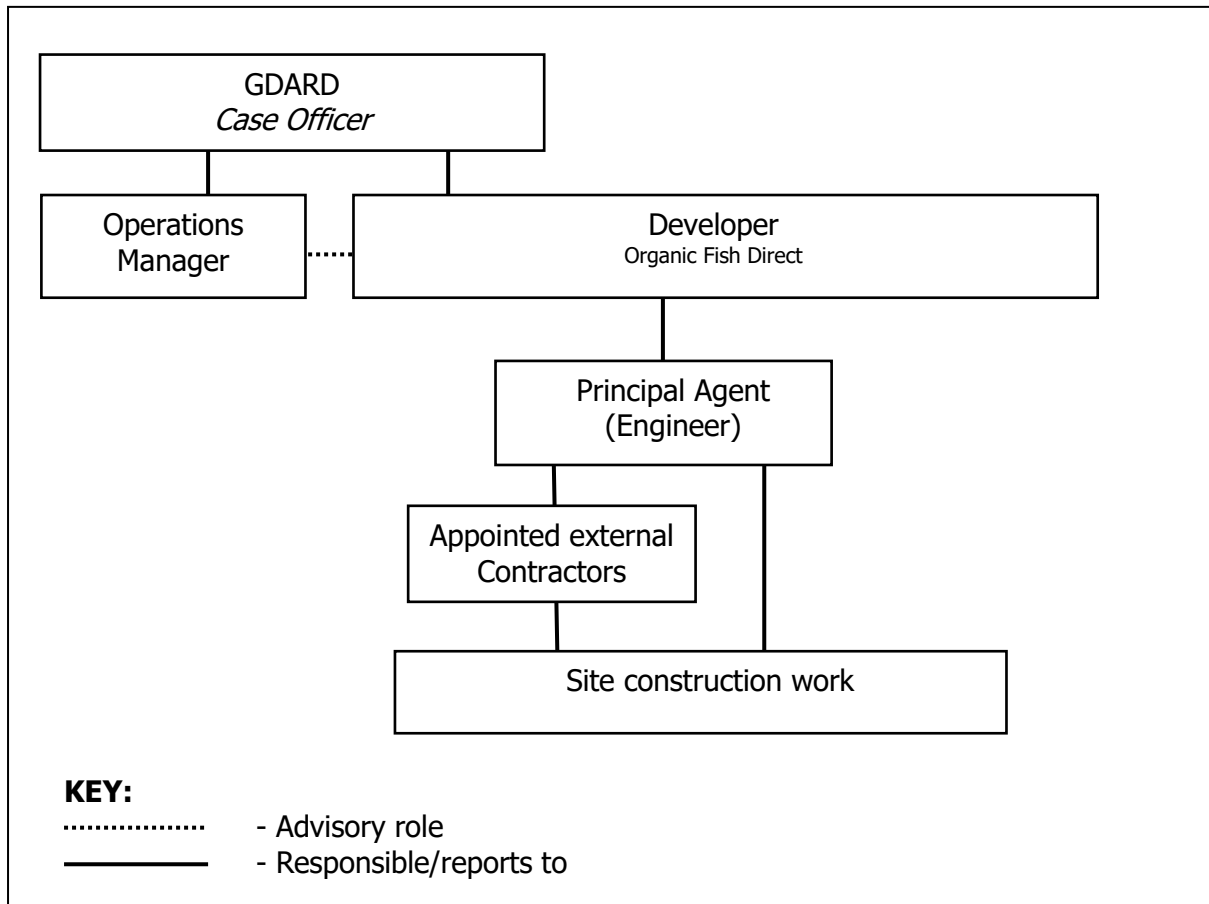 GDARD
Case Officer
Operations
Manager
Developer
Organic Fish Direct
Principal Agent
(Engineer)
Appointed external
Contractors
Site construction work
KEY:
- Advisory role
- Responsible/reports to